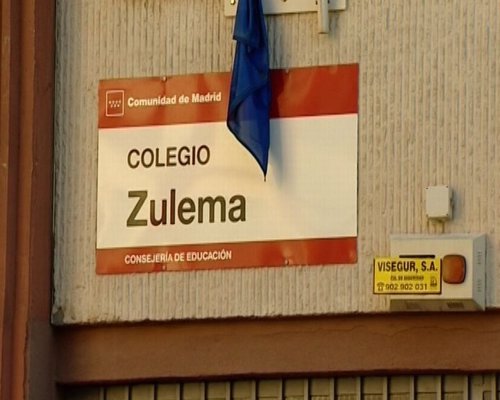 Comunidad de Madrid
COLEGIO
Zulema
CONSEJERÍA DE EDUCACIÓN
VISEGUR, S.A.
902 902 031